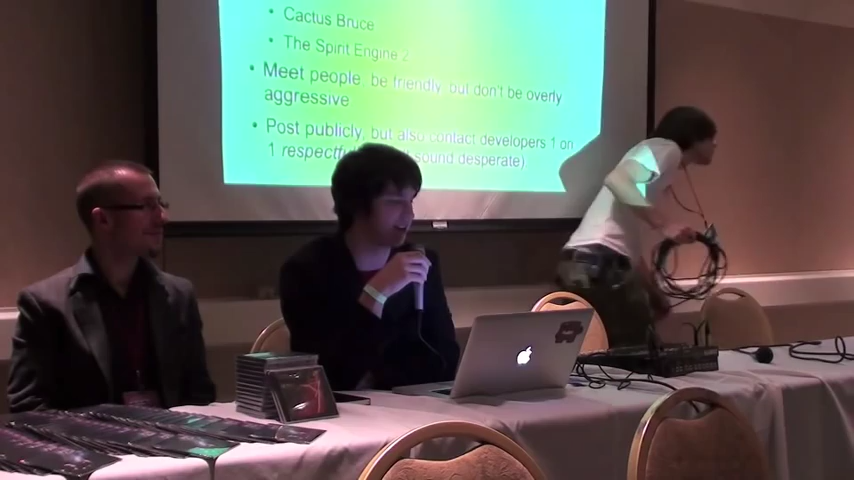 • Cactus Bruce
• The Spirit Engine 2
• Meet people, be friendly, but don't be overly
aggressive
• Post publicly, but also contact developers 1 on
1 respectfu sound desperate)